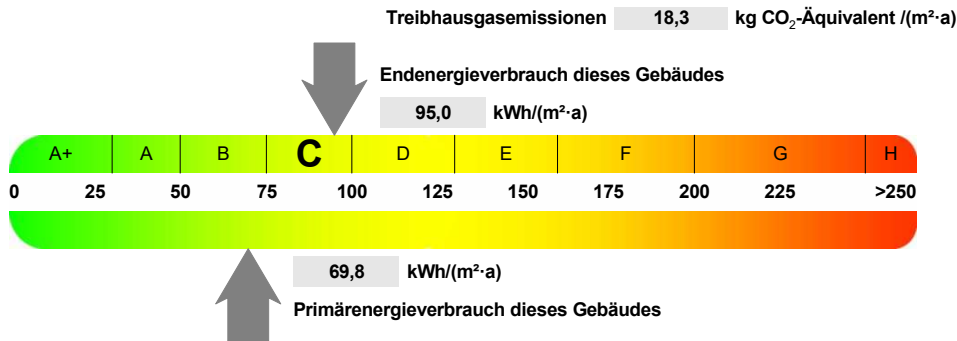 Treibhausgasemissionen 18,3 kg CO₂-Äquivalent /(m²·a)
Endenergieverbrauch dieses Gebäudes
95,0 kWh/(m²·a)
A+ A B C D E F G H
0 25 50 75 100 125 150 175 200 225 >250
69,8 kWh/(m²·a)
Primärenergieverbrauch dieses Gebäudes